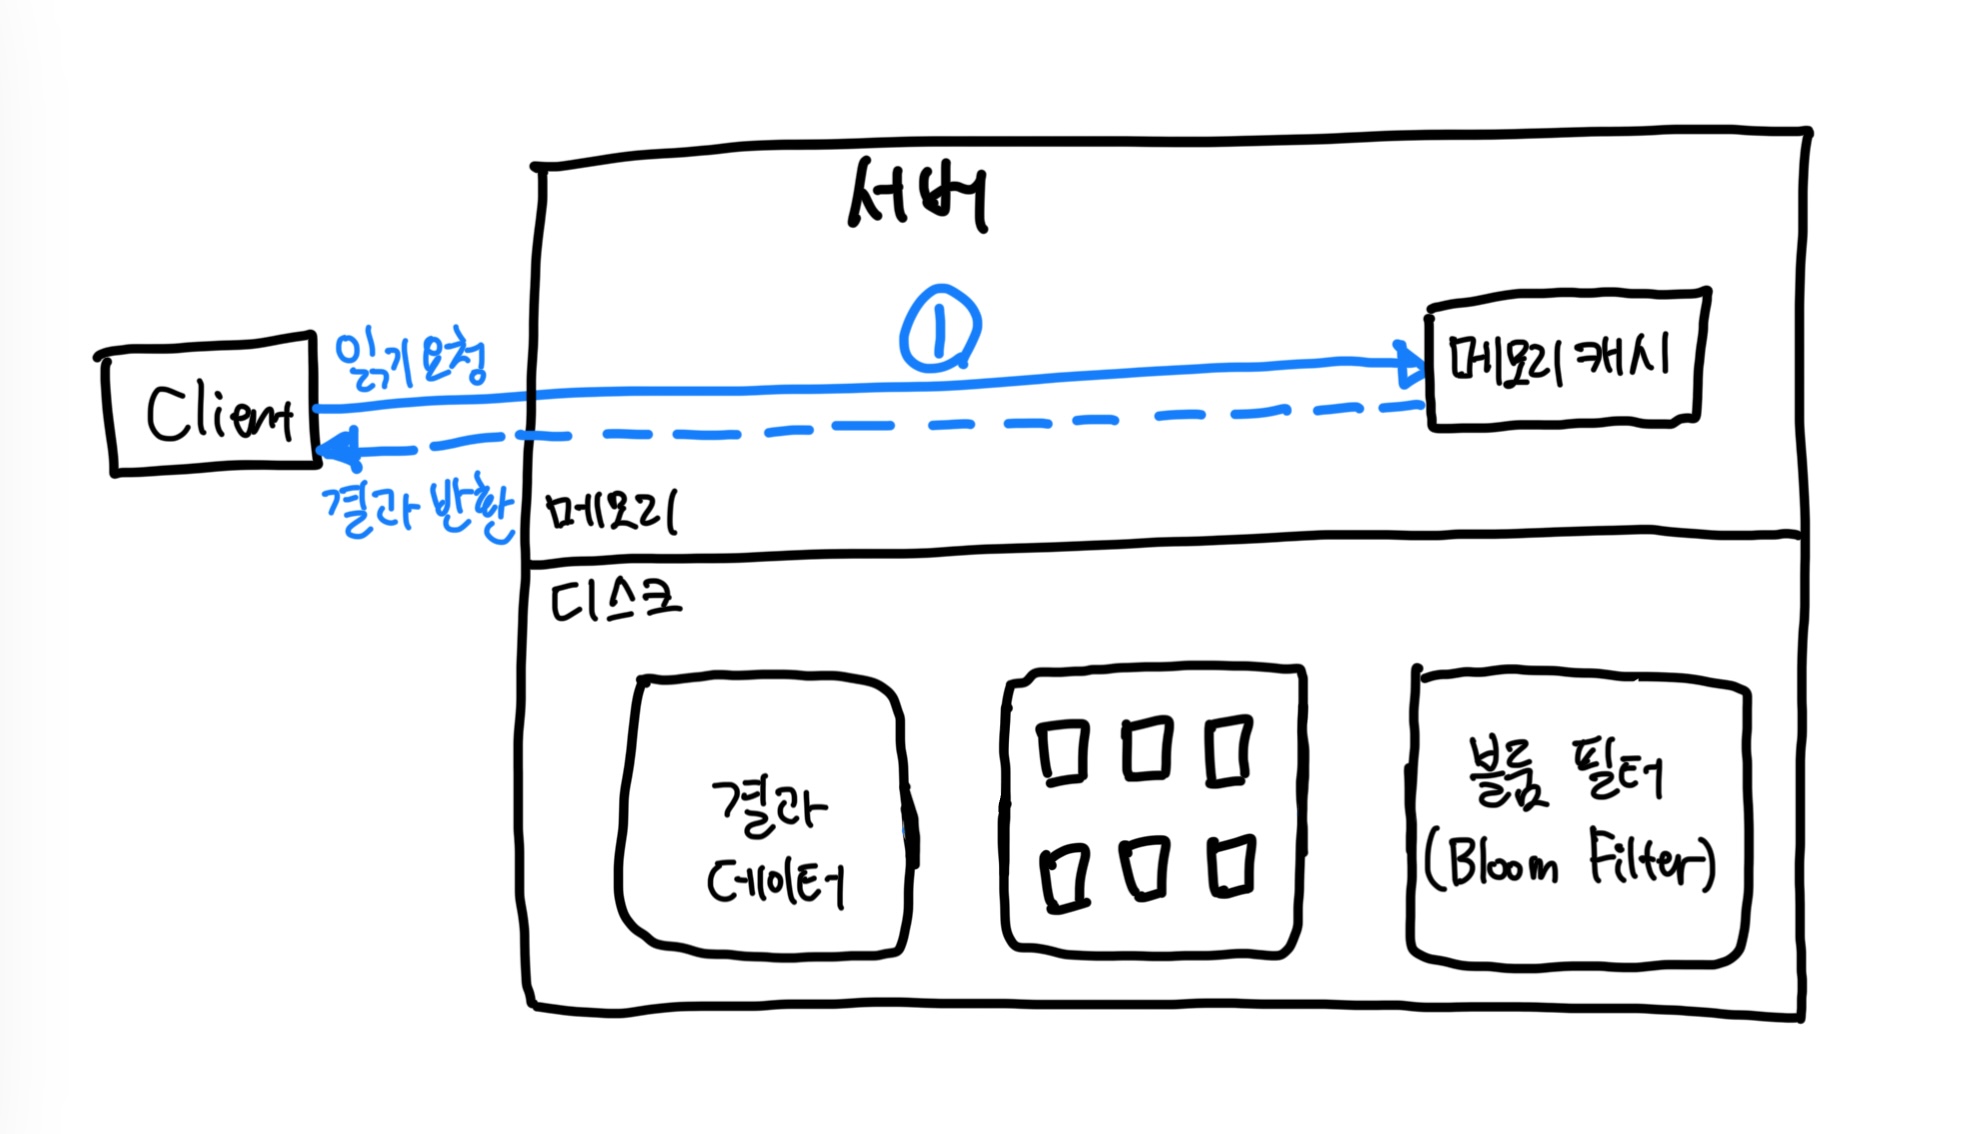 서버
①
읽기 요청
메모리 캐시
Client
결과 반환
메모리
디스크
결과
데이터
블룸 필터
(Bloom Filter)